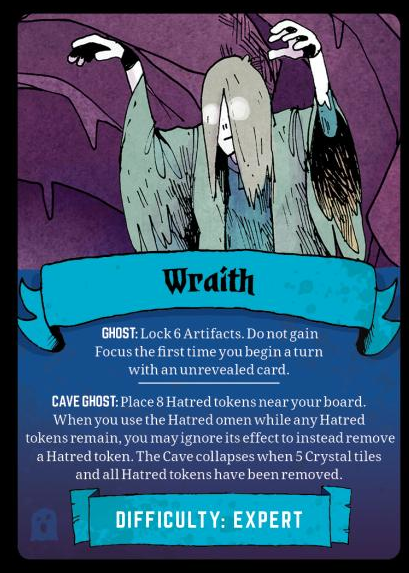 Wraith
GHOST: Lock 6 Artifacts. Do not gain
Focus the first time you begin a turn
with an unrevealed card.
CAVE GHOST: Place 8 Hatred tokens near your board.
When you use the Hatred omen while any Hatred
tokens remain, you may ignore its effect to instead remove
a Hatred token. The Cave collapses when 5 Crystal tiles
and all Hatred tokens have been removed.
DIFFICULTY: EXPERT